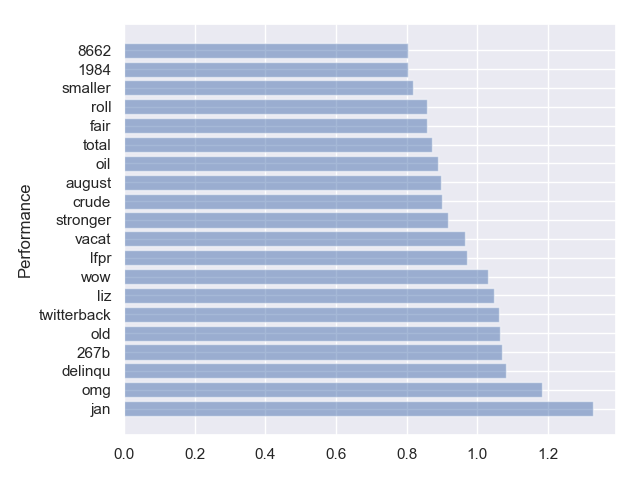 8662
1984
smaller
roll
fair
total
oil
august
crude
stronger
vacat
lfpr
wow
liz
twitterback
old
267b
delinqu
omg
jan
Performance
0.0 0.2 0.4 0.6 0.8 1.0 1.2